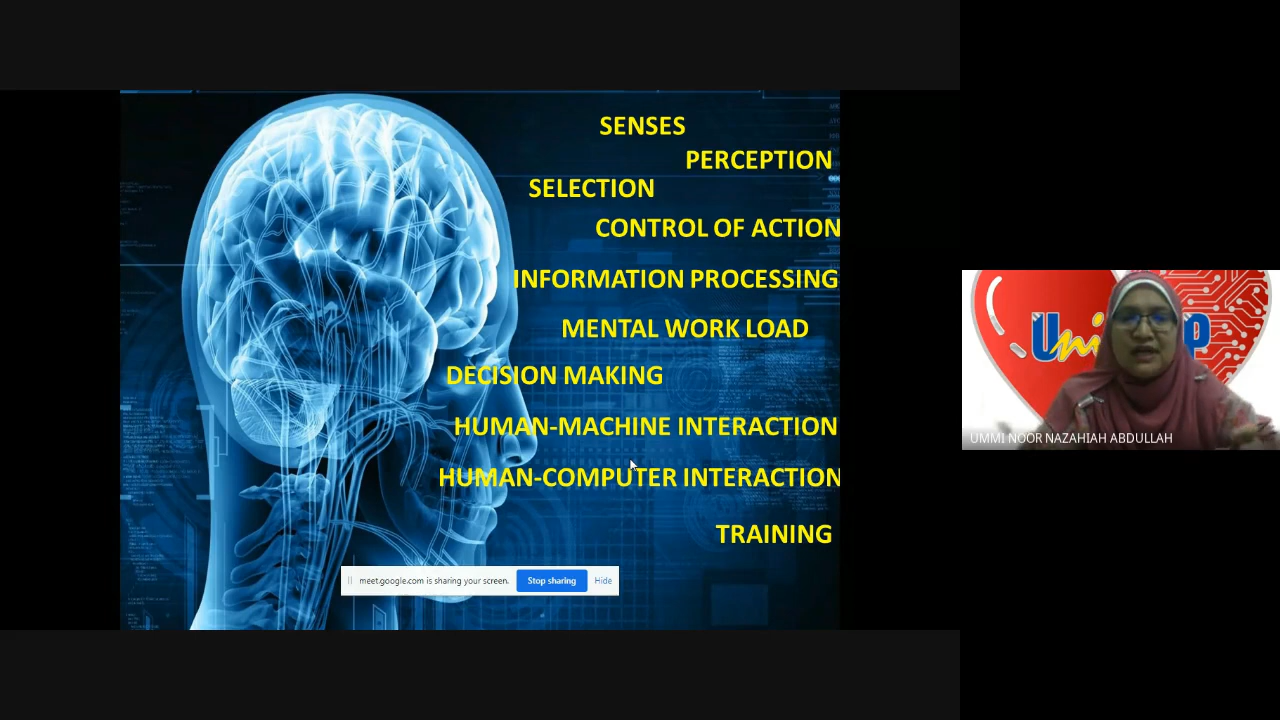 SENSES
PERCEPTION
SELECTION
CONTROL OF ACTION
INFORMATION PROCESSING
MENTAL WORK LOAD
DECISION MAKING
HUMAN-MACHINE INTERACTION
HUMAN-COMPUTER INTERACTION
TRAINING
meet.google.com is sharing your screen.
Stop sharing
Hide
UMMI NOOR NAZAHIAH ABDULLAH